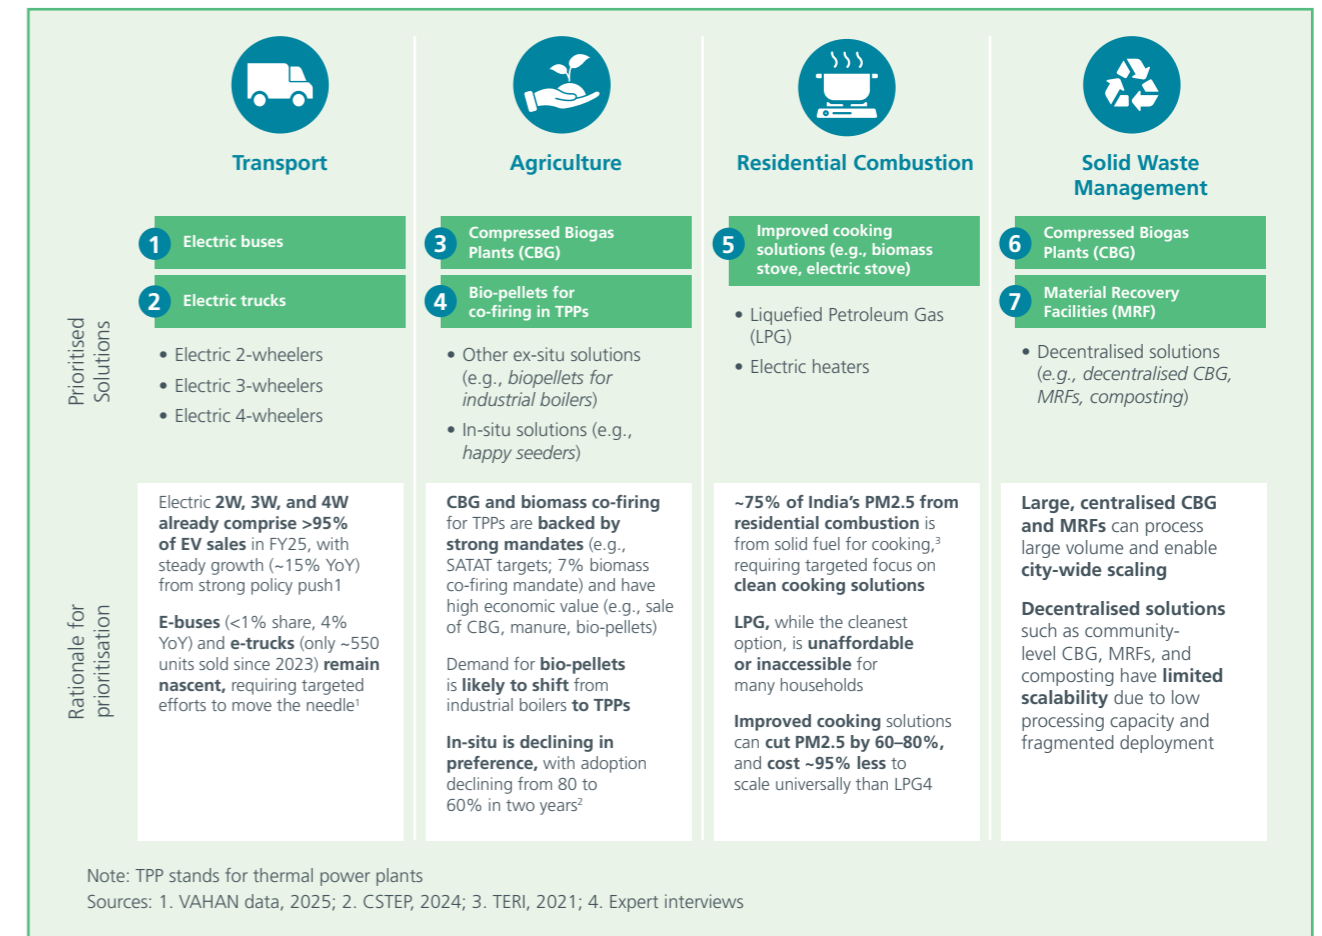 Transport
Agriculture
Residential Combustion
Solid Waste
Management
Prioritised
Solutions
1
Electric buses
2
Electric trucks
• Electric 2-wheelers
• Electric 3-wheelers
• Electric 4-wheelers
3
Compressed Biogas
Plants (CBG)
4
Bio-pellets for
co-firing in TPPs
• Other ex-situ solutions
(e.g., biopellets for
industrial boilers)
• In-situ solutions (e.g.,
happy seeders)
5
Improved cooking
solutions (e.g., biomass
stove, electric stove)
• Liquefied Petroleum Gas
(LPG)
• Electric heaters
6
Compressed Biogas
Plants (CBG)
7
Material Recovery
Facilities (MRF)
• Decentralised solutions
(e.g., decentralised CBG,
MRFs, composting)
Rationale for
prioritisation
Electric 2W, 3W, and 4W
already comprise >95%
of EV sales in FY25, with
steady growth (~15% YoY)
from strong policy push1
E-buses (<1% share, 4%
YoY) and e-trucks (only ~550
units sold since 2023) remain
nascent, requiring targeted
efforts to move the needle¹
CBG and biomass co-firing
for TPPs are backed by
strong mandates (e.g.,
SATAT targets; 7% biomass
co-firing mandate) and have
high economic value (e.g., sale
of CBG, manure, bio-pellets)
Demand for bio-pellets
is likely to shift from
industrial boilers to TPPs
In-situ is declining in
preference, with adoption
declining from 80 to
60% in two years²
~75% of India's PM2.5 from
residential combustion is
from solid fuel for cooking,³
requiring targeted focus on
clean cooking solutions
LPG, while the cleanest
option, is unaffordable
or inaccessible for
many households
Improved cooking solutions
can cut PM2.5 by 60–80%,
and cost ~95% less to
scale universally than LPG4
Large, centralised CBG
and MRFs can process
large volume and enable
city-wide scaling
Decentralised solutions
such as community-
level CBG, MRFs, and
composting have limited
scalability due to low
processing capacity and
fragmented deployment
Note: TPP stands for thermal power plants
Sources: 1. VAHAN data, 2025; 2. CSTEP, 2024; 3. TERI, 2021; 4. Expert interviews